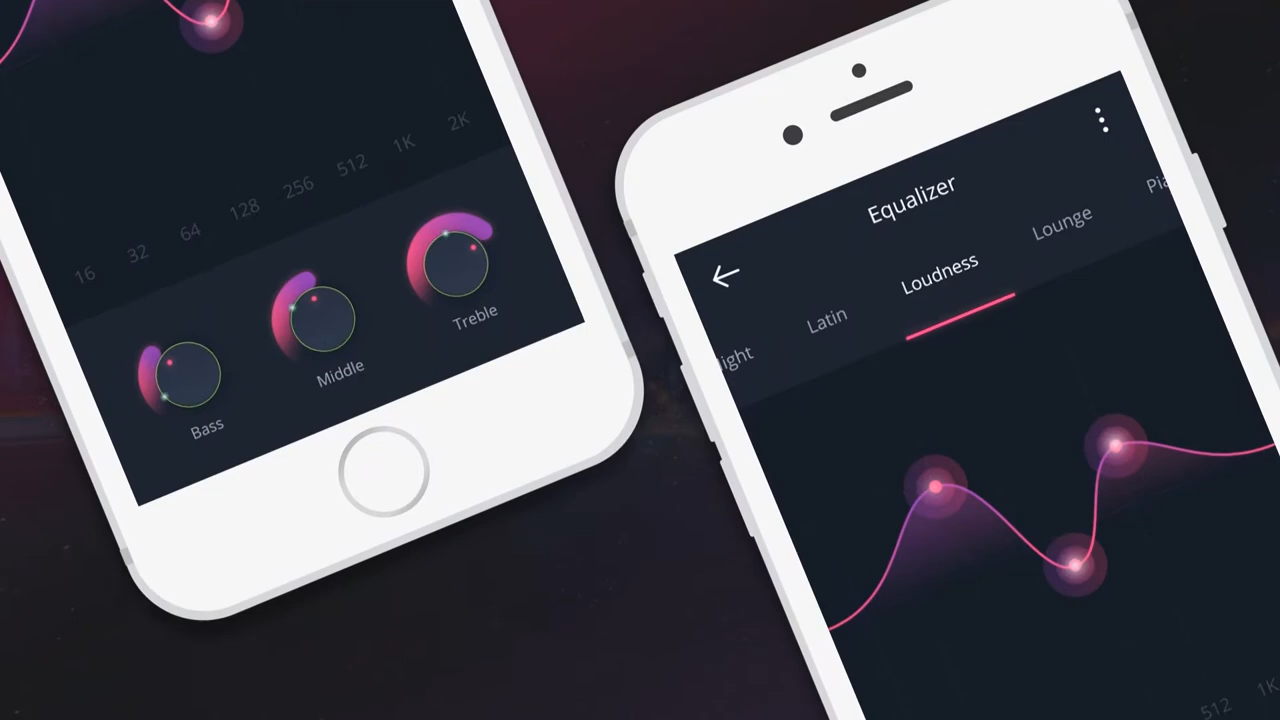 16 32 64 128 256 512 1K 2K
Bass Middle Treble
Equalizer
Latin Loudness Lounge
512 1K